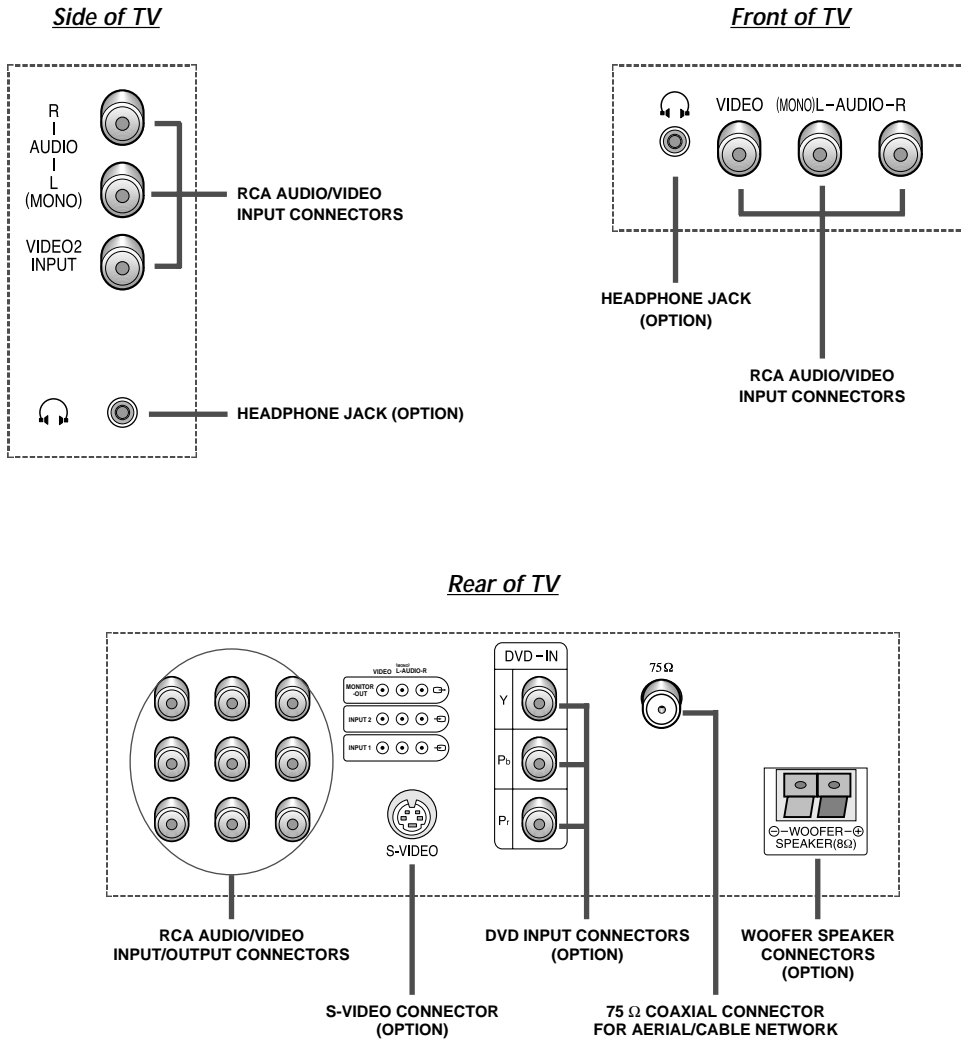 Side of TV
R
AUDIO
L
(MONO)
VIDEO2
INPUT
RCA AUDIO/VIDEO
INPUT CONNECTORS
HEADPHONE JACK (OPTION)
Front of TV
VIDEO (MONO)L-AUDIO-R
HEADPHONE JACK
(OPTION)
RCA AUDIO/VIDEO
INPUT CONNECTORS
Rear of TV
(MONO)
VIDEO L-AUDIO-R
MONITOR
-OUT
INPUT 2
INPUT 1
S-VIDEO
DVD-IN
Y
Pb
Pr
75Ω
⊖-WOOFER-⊕
SPEAKER(8Ω)
RCA AUDIO/VIDEO
INPUT/OUTPUT CONNECTORS
DVD INPUT CONNECTORS
(OPTION)
WOOFER SPEAKER
CONNECTORS
(OPTION)
S-VIDEO CONNECTOR
(OPTION)
75 Ω COAXIAL CONNECTOR
FOR AERIAL/CABLE NETWORK